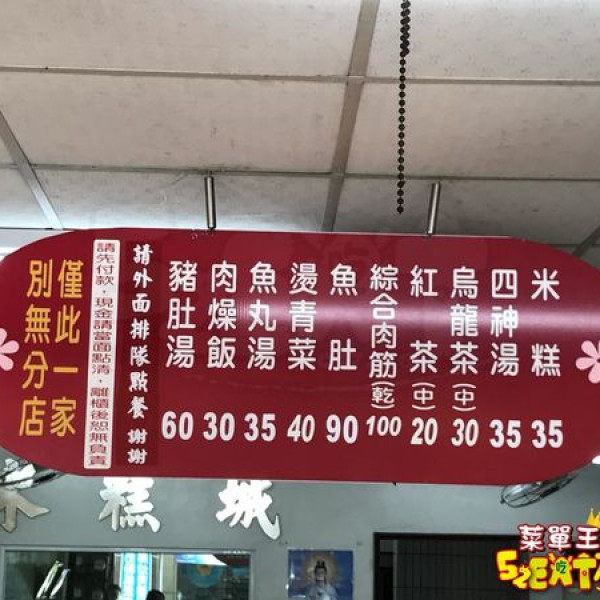 米糕 35
四神湯 35
烏龍茶(中) 30
紅茶(中) 20
綜合肉筋(乾) 100
魚肚 90
燙青菜 40
魚丸湯 35
肉燥飯 30
豬肚湯 60
請外面排隊點餐 謝謝
請先付款,現金請當面點清,離櫃後恕無負責
僅此一家
別無分店
米糕城
菜單王
吃